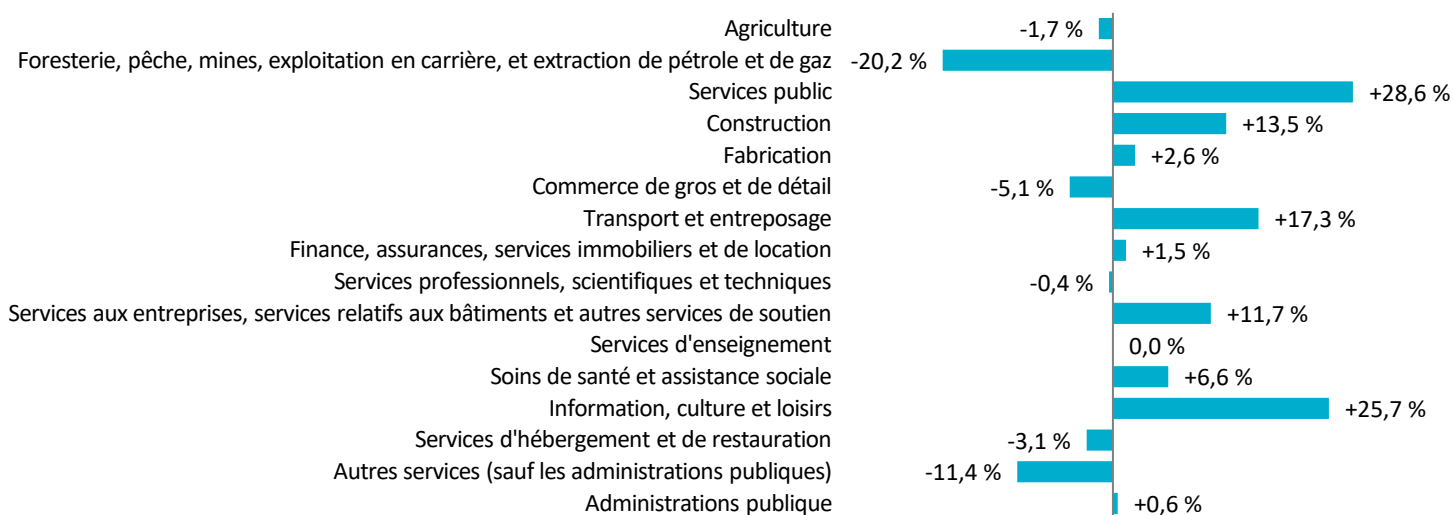 Agriculture -1,7 %
Foresterie, pêche, mines, exploitation en carrière, et extraction de pétrole et de gaz -20,2 %
Services public +28,6 %
Construction +13,5 %
Fabrication +2,6 %
Commerce de gros et de détail -5,1 %
Transport et entreposage +17,3 %
Finance, assurances, services immobiliers et de location +1,5 %
Services professionnels, scientifiques et techniques -0,4 %
Services aux entreprises, services relatifs aux bâtiments et autres services de soutien +11,7 %
Services d'enseignement 0,0 %
Soins de santé et assistance sociale +6,6 %
Information, culture et loisirs +25,7 %
Services d'hébergement et de restauration -3,1 %
Autres services (sauf les administrations publiques) -11,4 %
Administrations publique +0,6 %